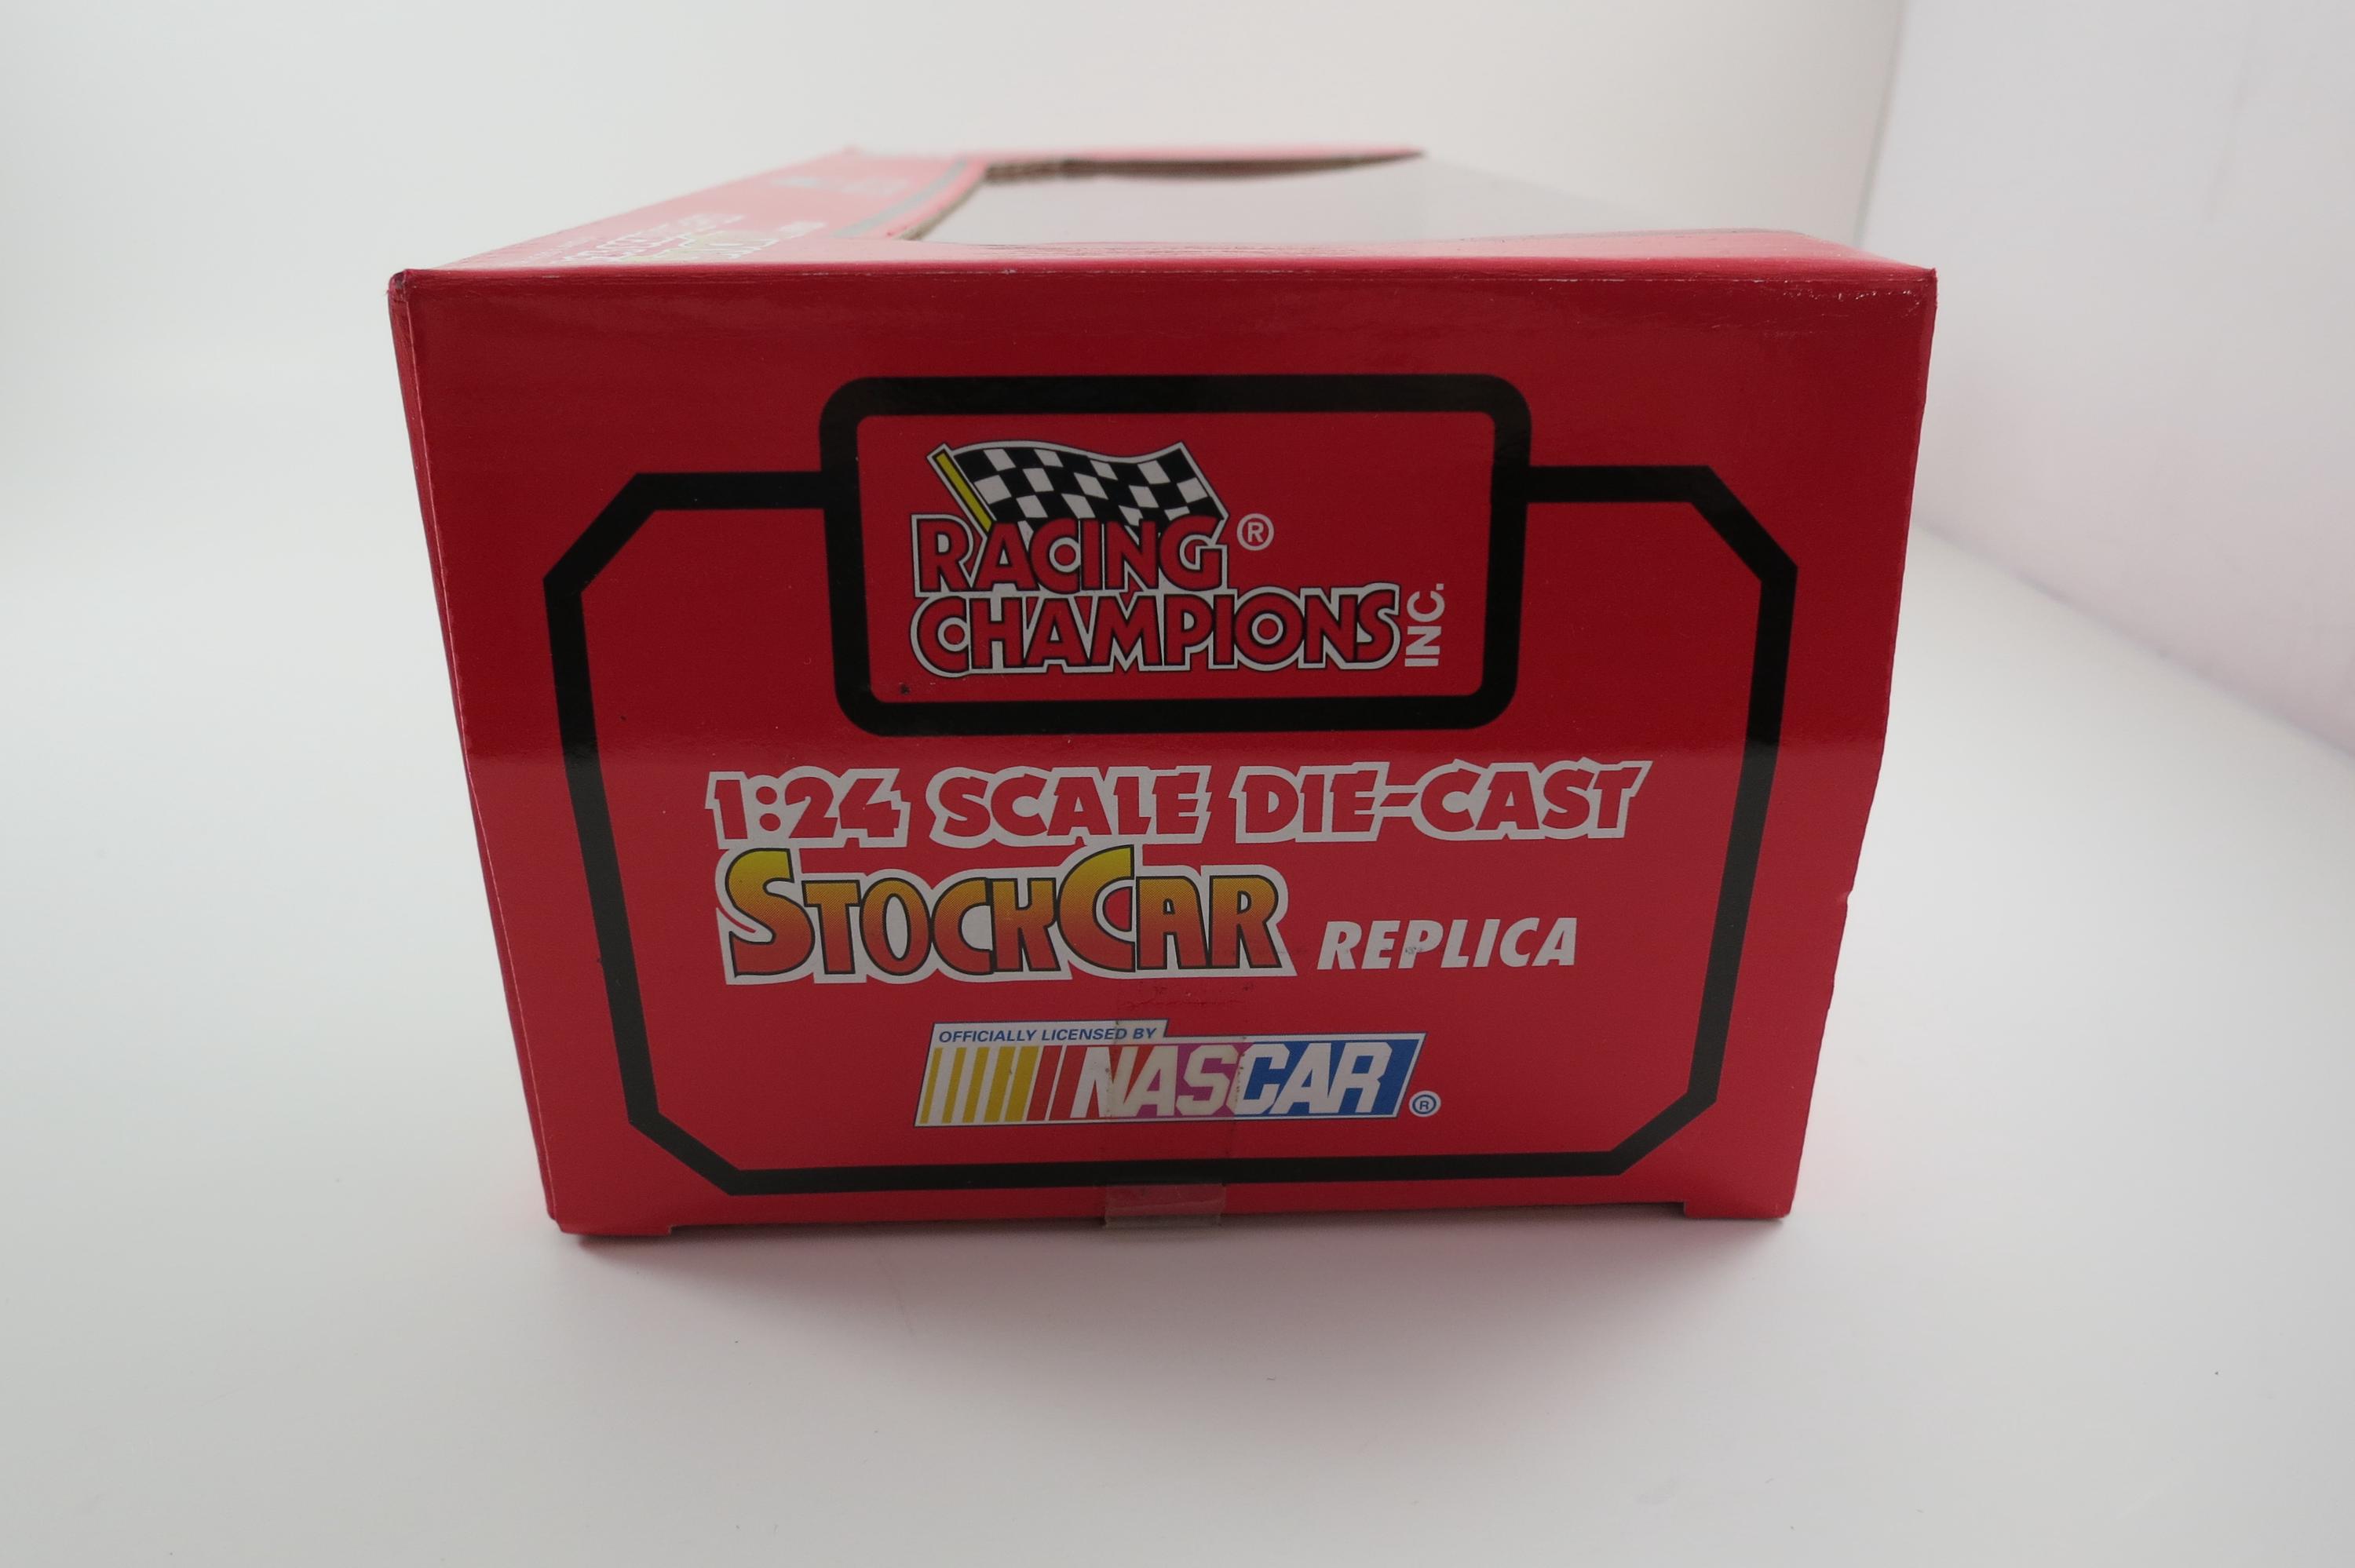 RACING ®
CHAMPIONS INC.
1:24 SCALE DIE-CAST
STOCKCAR REPLICA
OFFICIALLY LICENSED BY
NASCAR ®